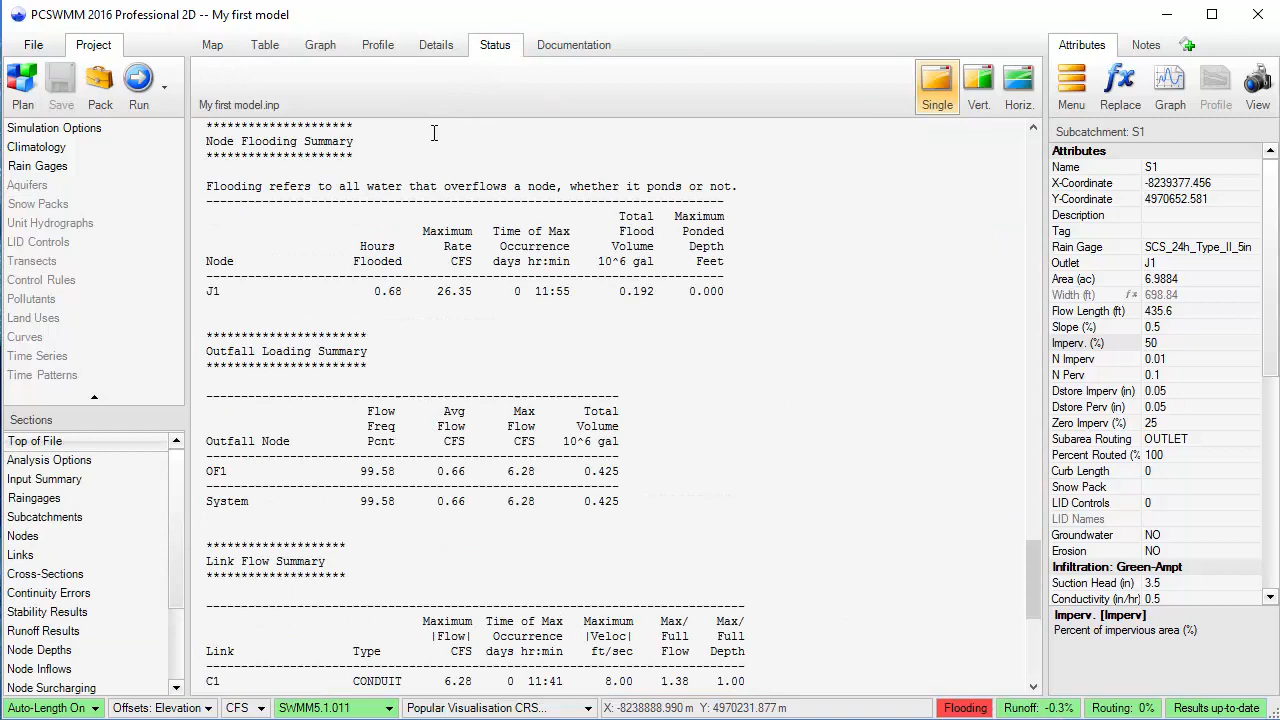 PCSWMM 2016 Professional 2D -- My first model
File
Project
Map
Table
Graph
Profile
Details
Status
Documentation
Attributes
Notes
Plan
Save
Pack
Run
My first model.inp
Single
Vert.
Horiz.
Menu
Replace
Graph
Profile
View
Simulation Options
Climatology
Rain Gages
Aquifers
Snow Packs
Unit Hydrographs
LID Controls
Transects
Control Rules
Pollutants
Land Uses
Curves
Time Series
Time Patterns
Sections
Top of File
Analysis Options
Input Summary
Raingages
Subcatchments
Nodes
Links
Cross-Sections
Continuity Errors
Stability Results
Runoff Results
Node Depths
Node Inflows
Node Surcharging
*********************
Node Flooding Summary
*********************
Flooding refers to all water that overflows a node, whether it ponds or not.
--------------------------------------------------------------------------
Total Maximum
Maximum Time of Max Flood Ponded
Hours Rate Occurrence Volume Depth
Node Flooded CFS days hr:min 10^6 gal Feet
--------------------------------------------------------------------------
J1 0.68 26.35 0 11:55 0.192 0.000
***********************
Outfall Loading Summary
***********************
-----------------------------------------------------------
Flow Avg Max Total
Freq Flow Flow Volume
Outfall Node Pcnt CFS CFS 10^6 gal
-----------------------------------------------------------
OF1 99.58 0.66 6.28 0.425
-----------------------------------------------------------
System 99.58 0.66 6.28 0.425
********************
Link Flow Summary
********************
-----------------------------------------------------------------------------
Maximum Time of Max Maximum Max/ Max/
|Flow| Occurrence |Veloc| Full Full
Link Type CFS days hr:min ft/sec Flow Depth
-----------------------------------------------------------------------------
C1 CONDUIT 6.28 0 11:41 8.00 1.38 1.00
Subcatchment: S1
Attributes
Name S1
X-Coordinate -8239377.456
Y-Coordinate 4970652.581
Description
Tag
Rain Gage SCS_24h_Type_II_5in
Outlet J1
Area (ac) 6.9884
Width (ft) fx 698.84
Flow Length (ft) 435.6
Slope (%) 0.5
Imperv. (%) 50
N Imperv 0.01
N Perv 0.1
Dstore Imperv (in) 0.05
Dstore Perv (in) 0.05
Zero Imperv (%) 25
Subarea Routing OUTLET
Percent Routed (% 100
Curb Length 0
Snow Pack
LID Controls 0
LID Names
Groundwater NO
Erosion NO
Infiltration: Green-Ampt
Suction Head (in) 3.5
Conductivity (in/hr) 0.5
Imperv. [Imperv]
Percent of impervious area (%)
Auto-Length On
Offsets: Elevation
CFS
SWMM5.1.011
Popular Visualisation CRS...
X: -8238888.990 m Y: 4970231.877 m
Flooding
Runoff: -0.3%
Routing: 0%
Results up-to-date